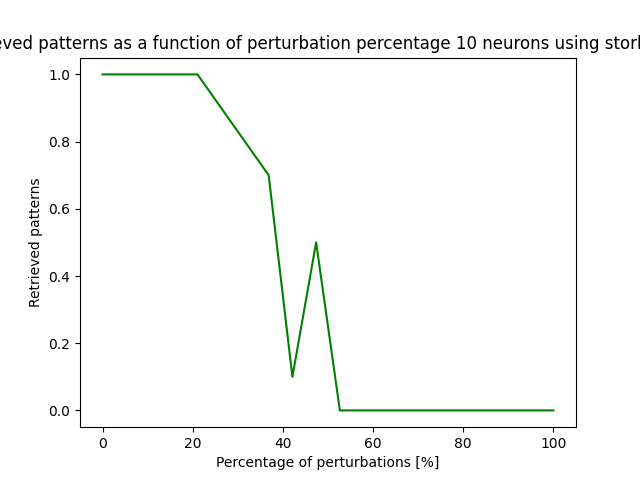 eved patterns as a function of perturbation percentage 10 neurons using stor
1.0
0.8
0.6
0.4
0.2
0.0
Retrieved patterns
0 20 40 60 80 100
Percentage of perturbations [%]